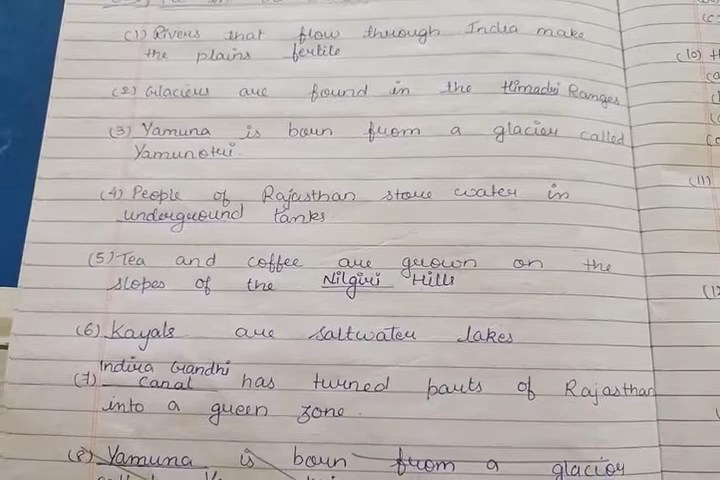 (1) Rivers that flow through India make
the plains fertile
(2) Glaciers are found in the Himadri Ranges
(3) Yamuna is born from a glacier called
Yamunotri.
(4) People of Rajasthan store water in
underground tanks
(5) Tea and coffee are grown on the
slopes of the Nilgiri Hills
(6) Kayals are saltwater lakes
Indira Gandhi
(7) canal has turned parts of Rajasthan
into a green zone.
(8) Yamuna is born from a glacier
(10)
(11)